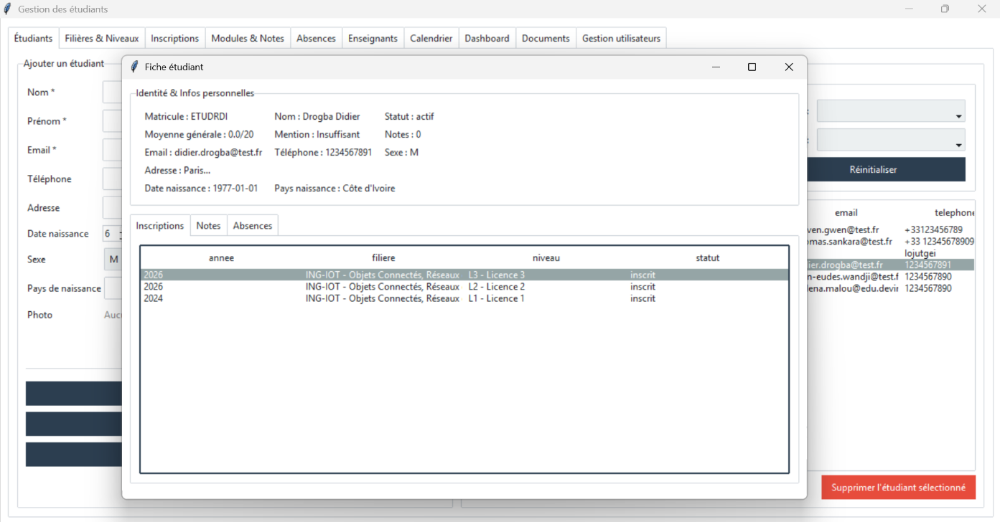 Gestion des étudiants
Étudiants Filières & Niveaux Inscriptions Modules & Notes Absences Enseignants Calendrier Dashboard Documents Gestion utilisateurs
Ajouter un étudiant
Nom *
Prénom *
Email *
Téléphone
Adresse
Date naissance 6
Sexe M
Pays de naissance
Photo
Fiche étudiant
Identité & Infos personnelles
Matricule : ETUDRDI Nom : Drogba Didier Statut : actif
Moyenne générale : 0.0/20 Mention : Insuffisant Notes : 0
Email : didier.drogba@test.fr Téléphone : 1234567891 Sexe : M
Adresse : Paris...
Date naissance : 1977-01-01 Pays naissance : Côte d'Ivoire
Inscriptions Notes Absences
annee filiere niveau statut
2026 ING-IOT - Objets Connectés, Réseaux L3 - Licence 3 inscrit
2026 ING-IOT - Objets Connectés, Réseaux L2 - Licence 2 inscrit
2024 ING-IOT - Objets Connectés, Réseaux L1 - Licence 1 inscrit
Réinitialiser
email telephone
ven.gwen@test.fr +33123456789
mas.sankara@test.fr +33 12345678909
lojutgei
ier.drogba@test.fr 1234567891
n-eudes.wandji@test.f 1234567890
ena.malou@edu.devin 1234567890
Supprimer l'étudiant sélectionné